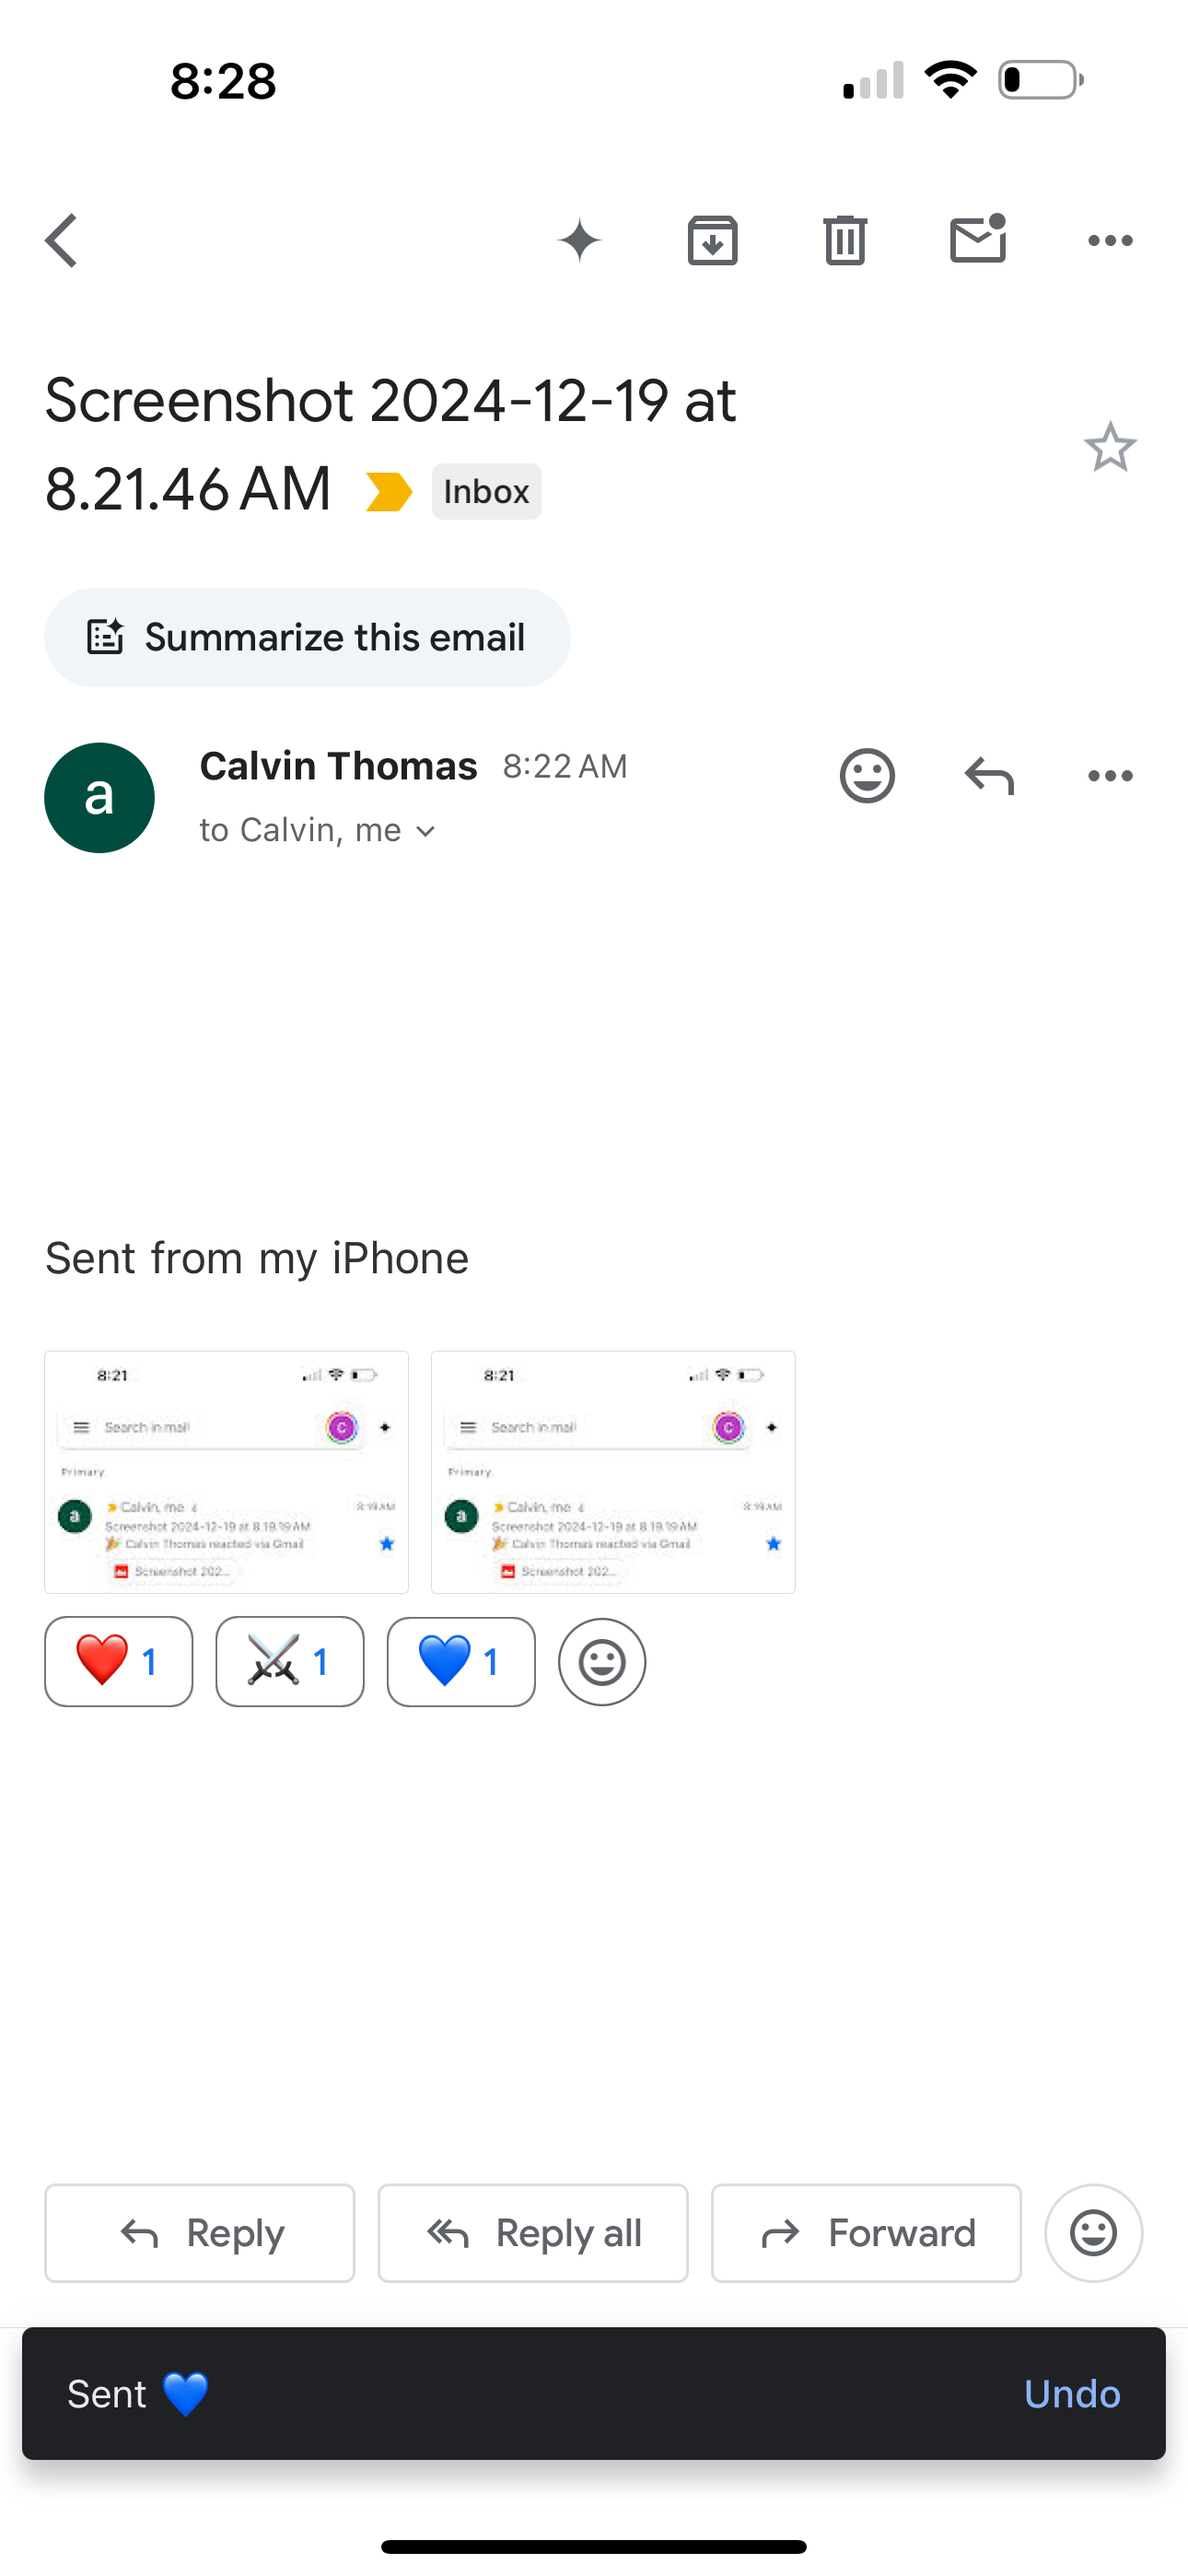 8:28
Screenshot 2024-12-19 at
8.21.46 AM Inbox
Summarize this email
a
Calvin Thomas 8:22 AM
to Calvin, me
Sent from my iPhone
8:21
Search in mail
C
Primary
a
Calvin, me 4
8:19 AM
Screenshot 2024-12-19 at 8.19.19 AM
🎉 Calvin Thomas reacted via Gmail
Screenshot 202...
8:21
Search in mail
C
Primary
a
Calvin, me 4
8:19 AM
Screenshot 2024-12-19 at 8.19.19 AM
🎉 Calvin Thomas reacted via Gmail
Screenshot 202...
❤️ 1 ⚔️ 1 💙 1
Reply Reply all Forward
Sent 💙 Undo